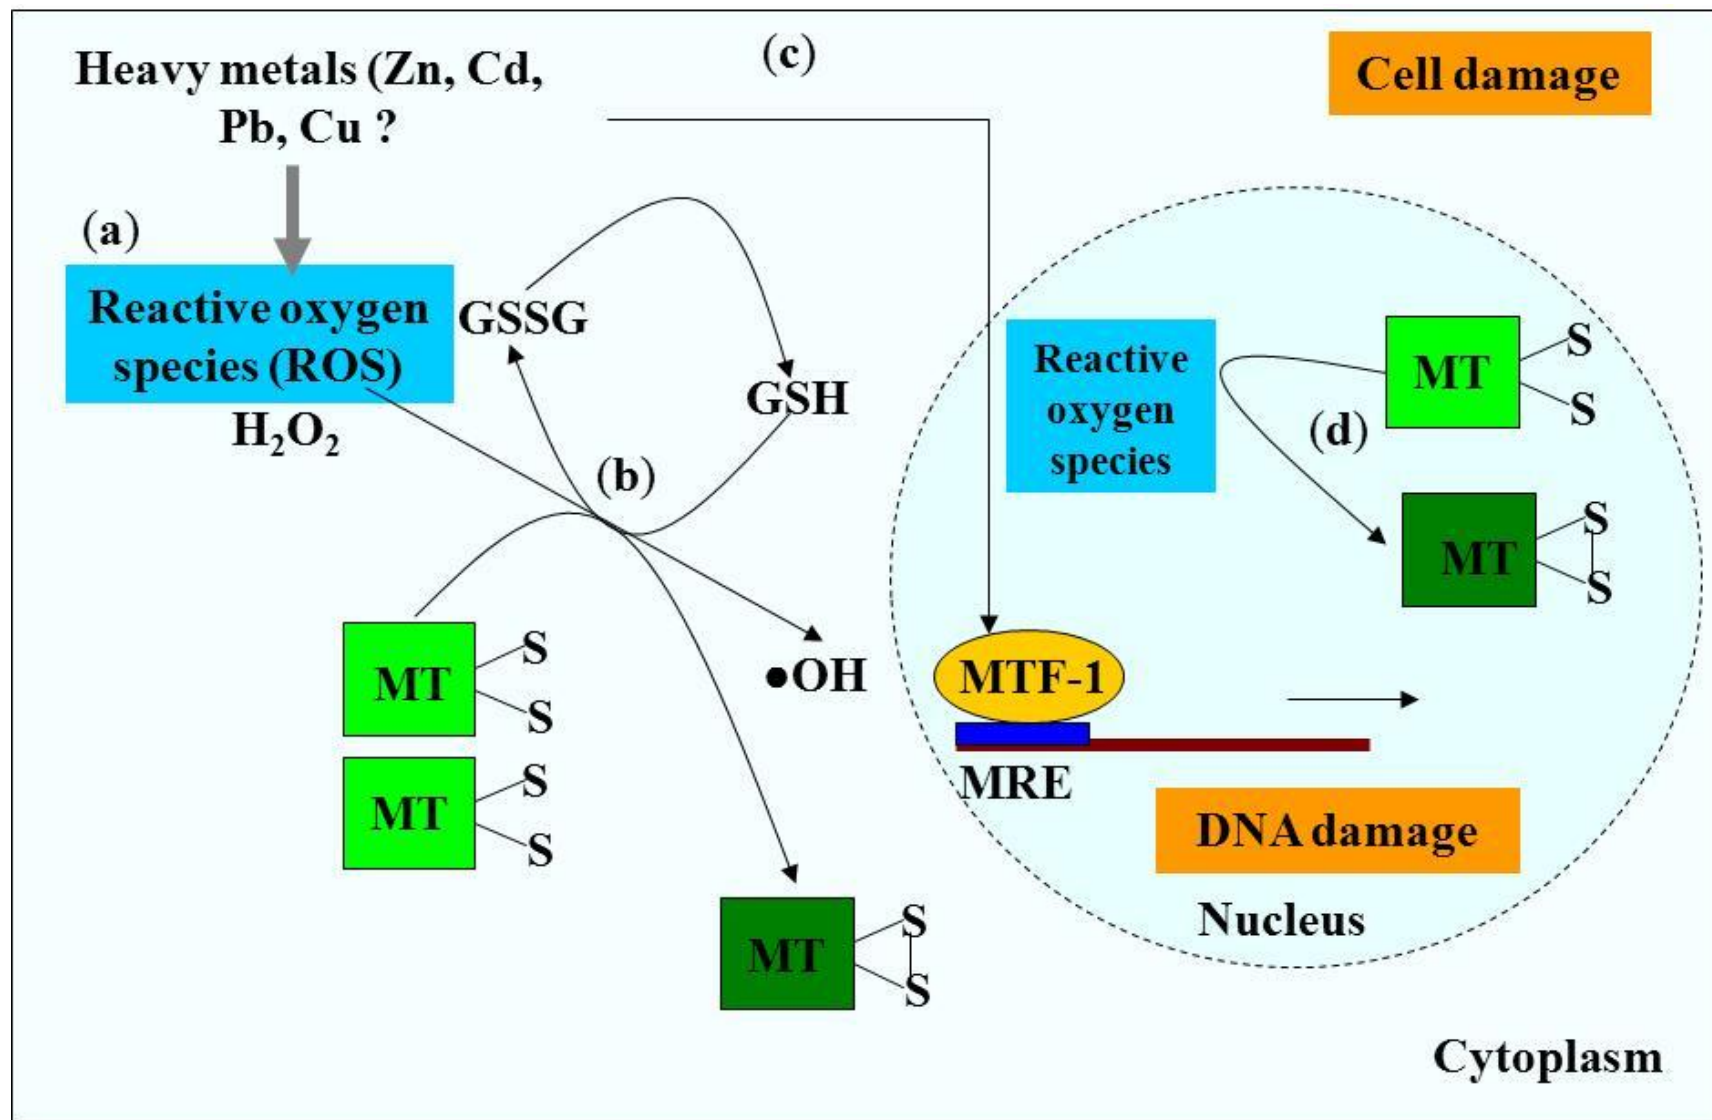 Heavy metals (Zn, Cd,
Pb, Cu ?
(c)
Cell damage
(a)
Reactive oxygen
species (ROS)
H₂O₂
GSSG
GSH
(b)
Reactive
oxygen
species
MT
S
S
(d)
MT
S
S
MT
S
S
MT
S
S
●OH
MTF-1
MRE
DNA damage
Nucleus
MT
S
S
Cytoplasm